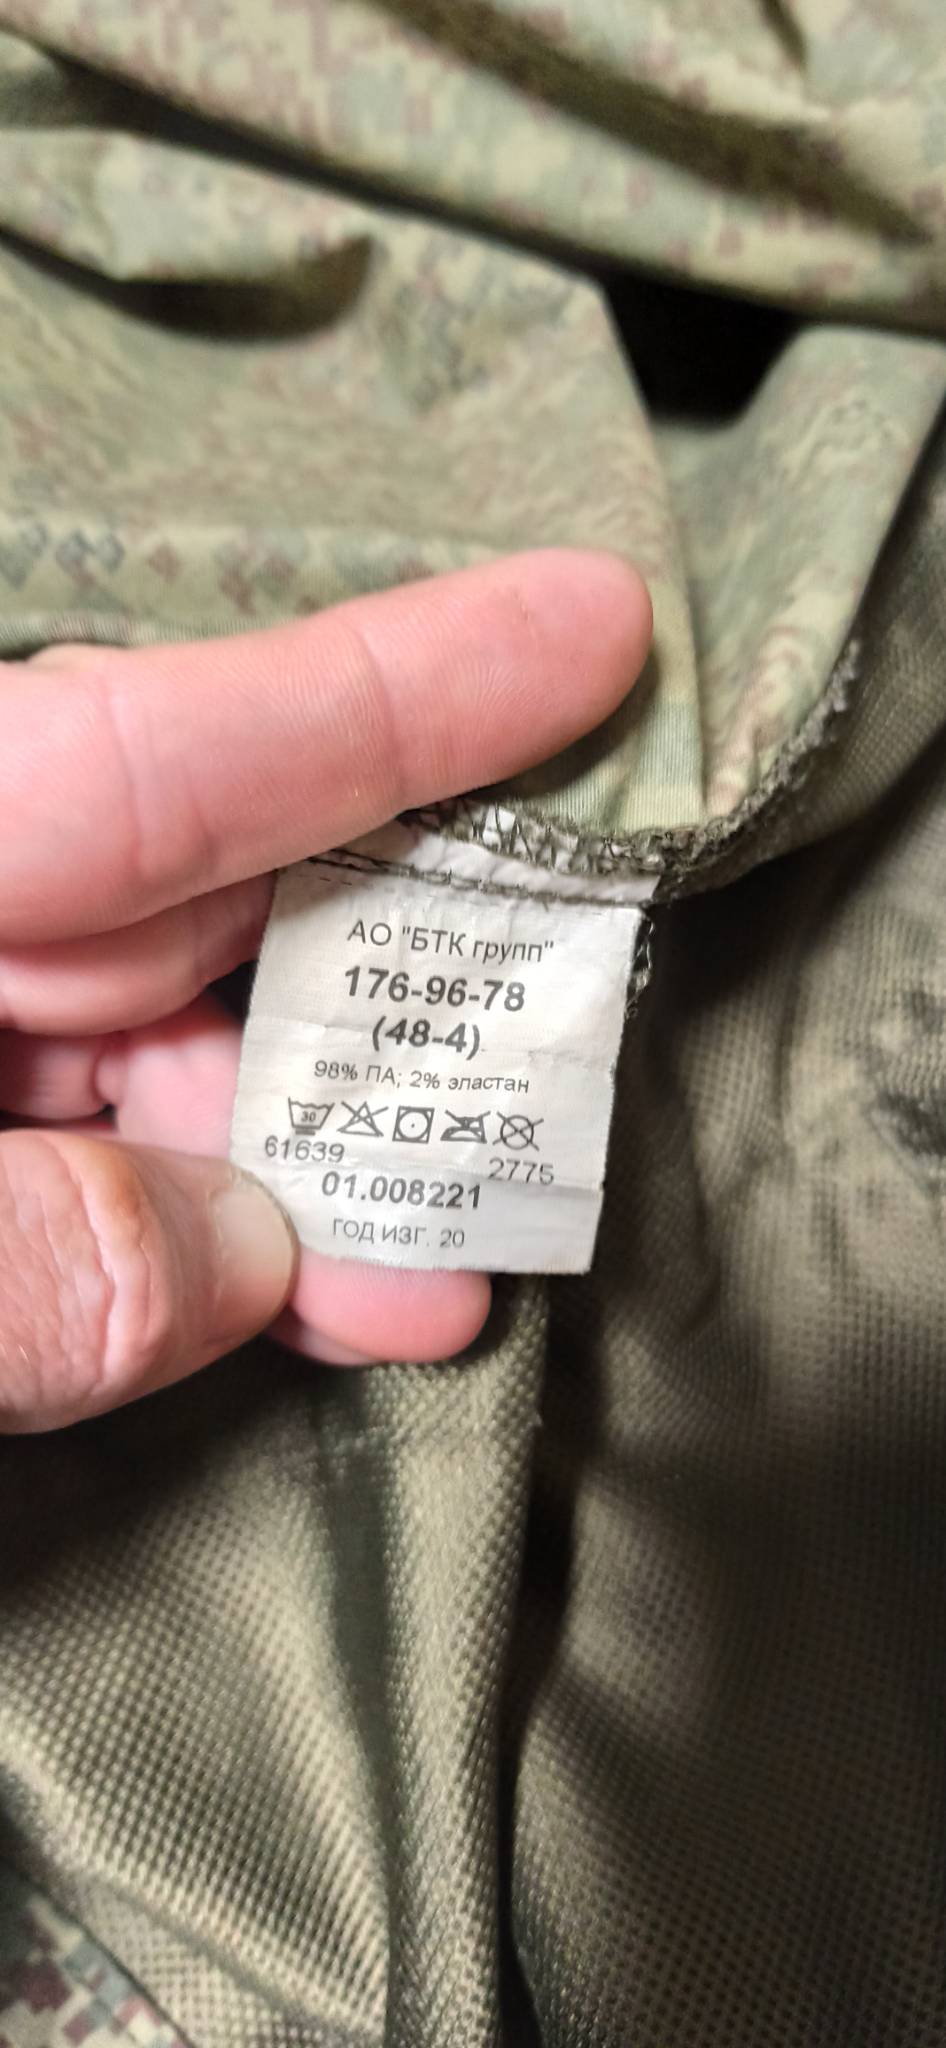 АО "БТК групп"
176-96-78
(48-4)
98% ПА; 2% эластан
30
61639
2775
01.008221
ГОД ИЗГ. 20